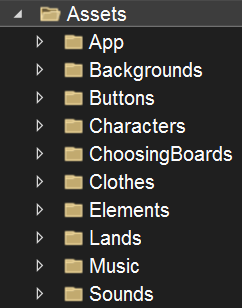 Assets
App
Backgrounds
Buttons
Characters
ChoosingBoards
Clothes
Elements
Lands
Music
Sounds